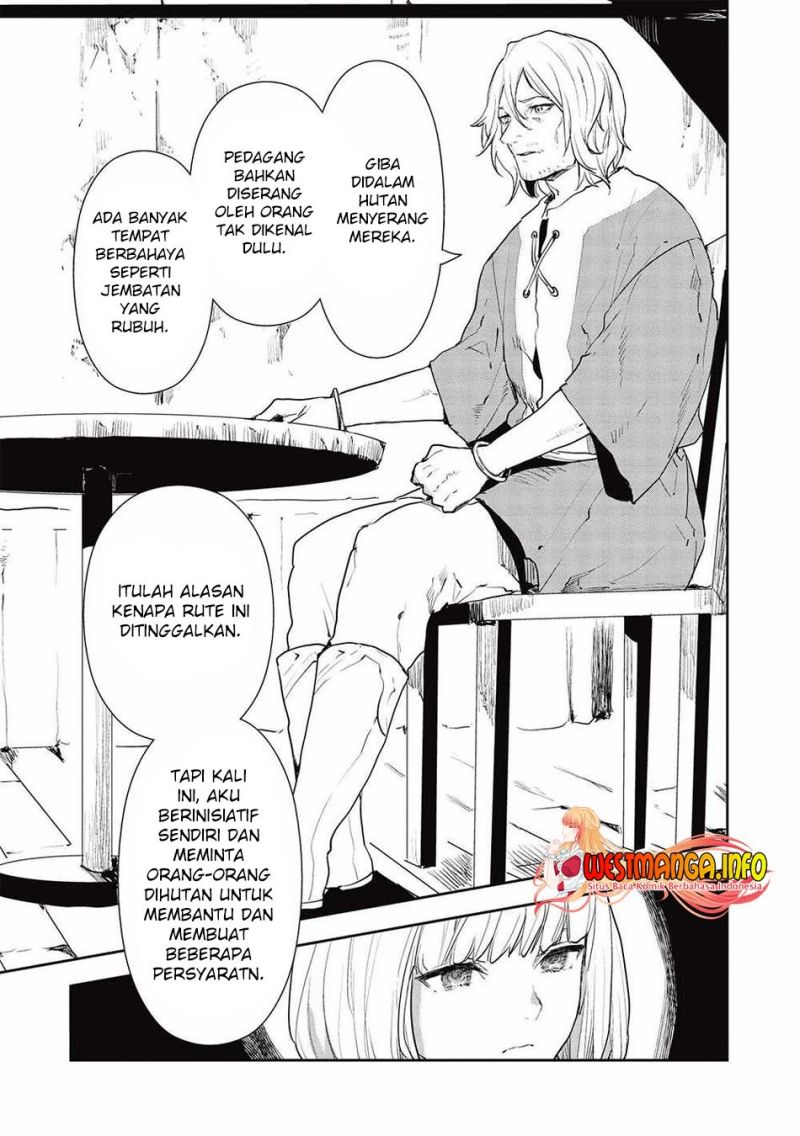 GIBA
DIDALAM
HUTAN
MENYERANG
MEREKA.
PEDAGANG
BAHKAN
DISERANG
OLEH ORANG
TAK DIKENAL
DULU.
ADA BANYAK
TEMPAT
BERBAHAYA
SEPERTI
JEMBATAN
YANG
RUBUH.
ITULAH ALASAN
KENAPA RUTE INI
DITINGGALKAN.
TAPI KALI
INI, AKU
BERINISIATIF
SENDIRI DAN
MEMINTA
ORANG-ORANG
DIHUTAN UNTUK
MEMBANTU DAN
MEMBUAT
BEBERAPA
PERSYARATN.
WESTMANGA.INFO
Situs Baca Komik Berbahasa Indonesia